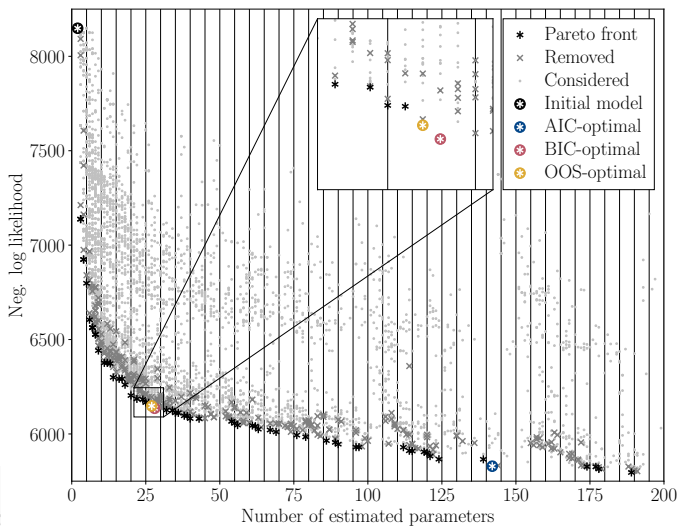 8000
7500
7000
6500
6000
Neg. log likelihood
0
25
50
75
100
125
150
175
200
Number of estimated parameters
Pareto front
Removed
Considered
Initial model
AIC-optimal
BIC-optimal
OOS-optimal